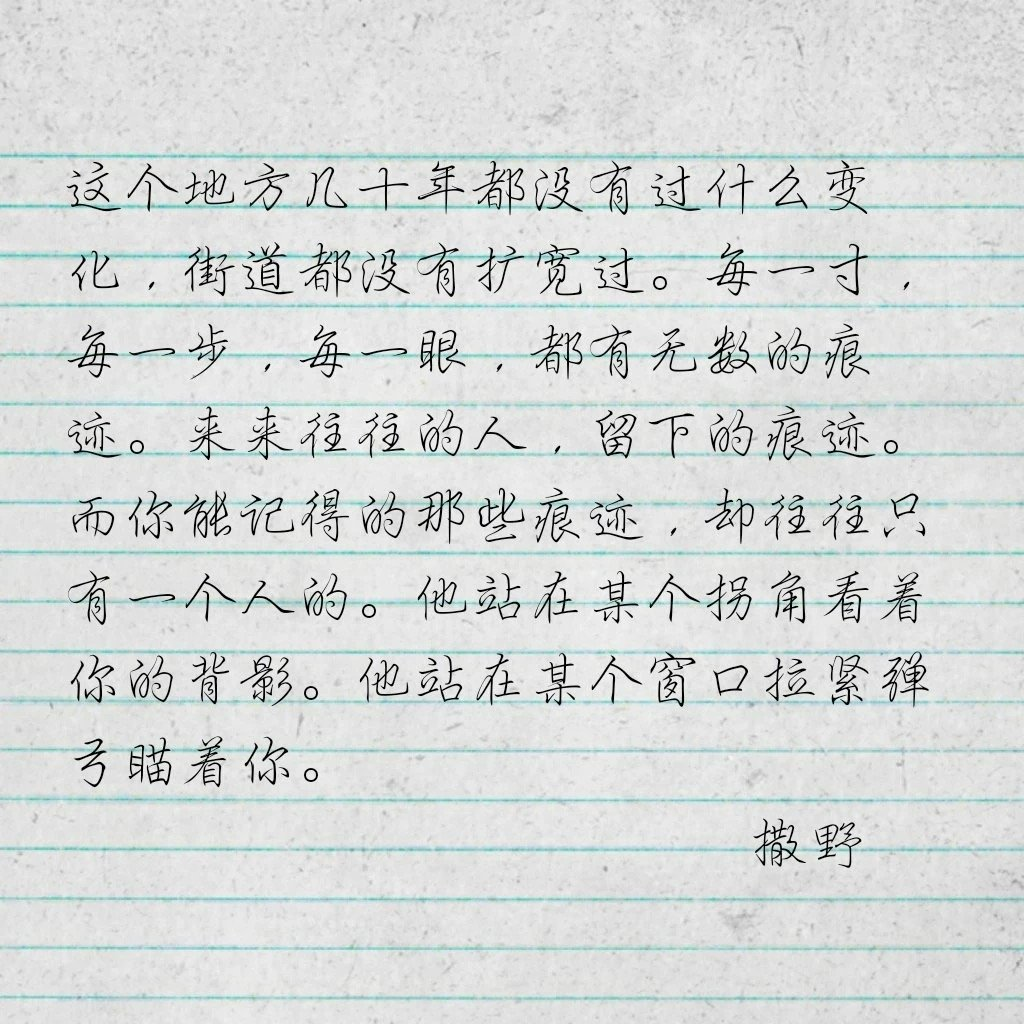 这个地方几十年都没有过什么变
化，街道都没有扩宽过。每一寸，
每一步，每一眼，都有无数的痕
迹。来来往往的人，留下的痕迹。
而你能记得的那些痕迹，却往往只
有一个人的。他站在某个拐角看着
你的背影。他站在某个窗口拉紧弹
弓瞄着你。
撒野